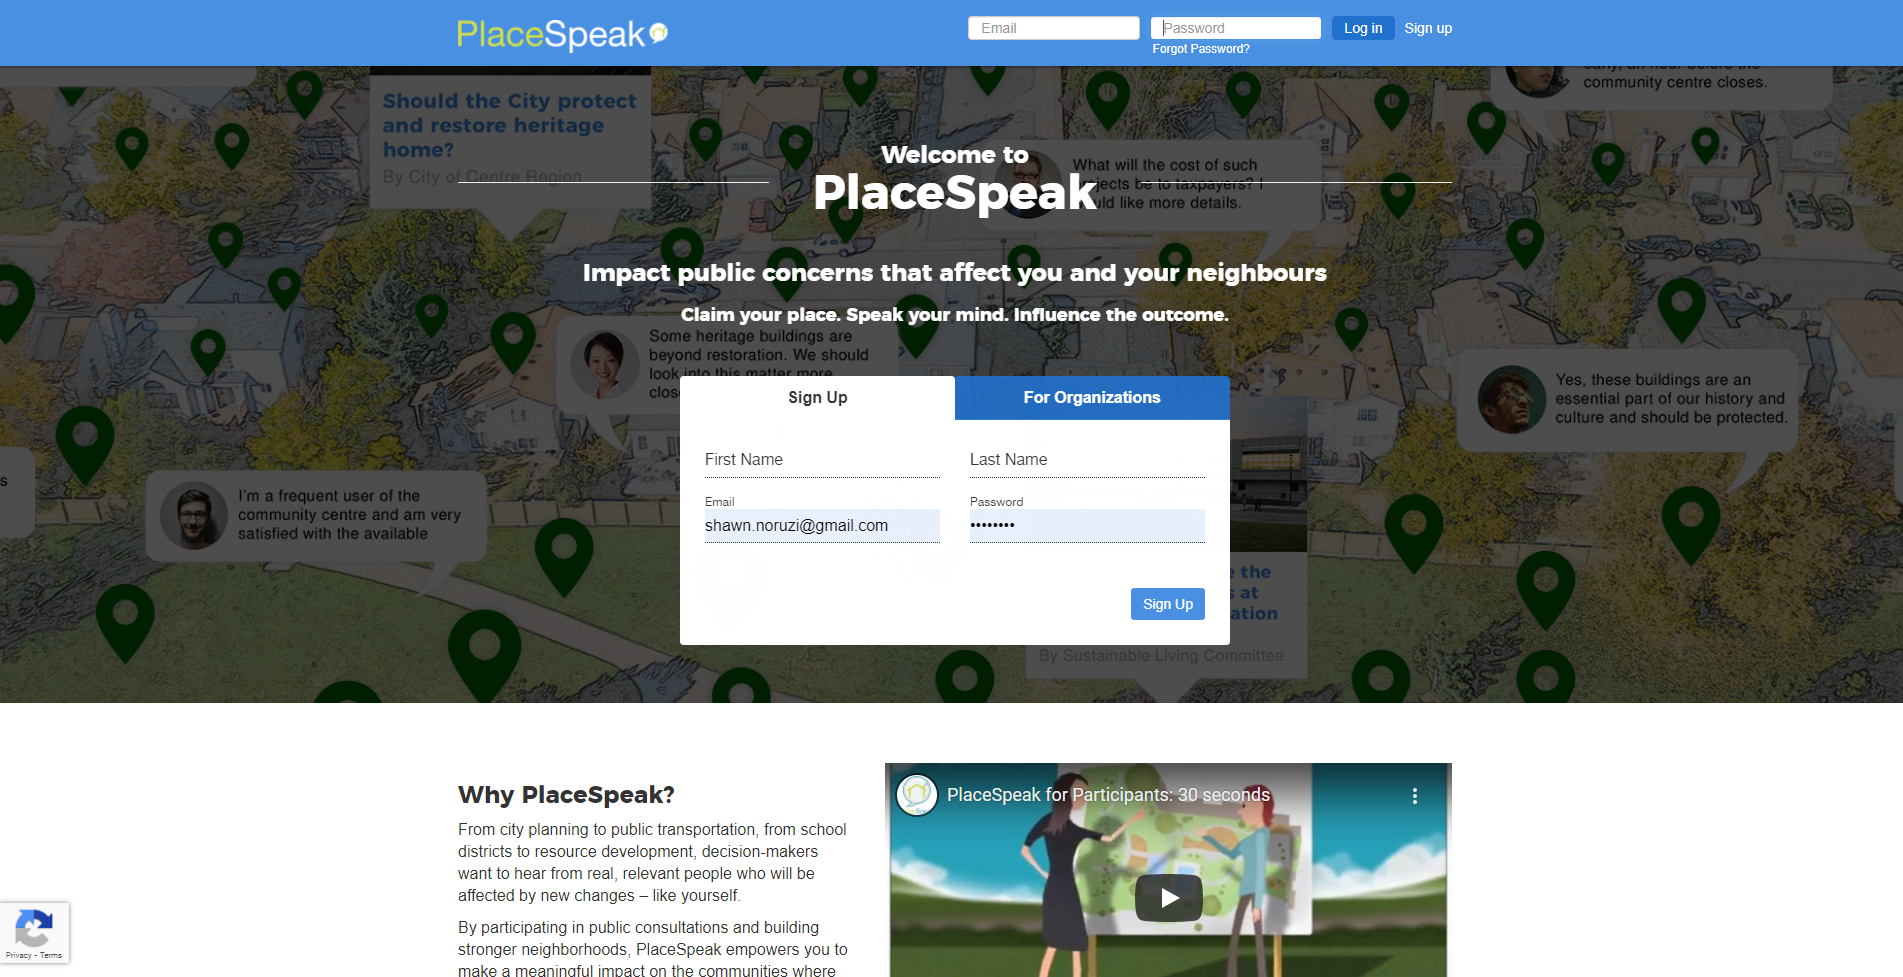 PlaceSpeak
Email
Password
Log in
Sign up
Forgot Password?
Should the City protect
and restore heritage
home?
By City of Centre Region
community centre closes.
Welcome to
PlaceSpeak
What will the cost of such
jects be to taxpayers? I
uld like more details.
Impact public concerns that affect you and your neighbours
Claim your place. Speak your mind. Influence the outcome.
Some heritage buildings are
beyond restoration. We should
look into this matter more
clos
Yes, these buildings are an
essential part of our history and
culture and should be protected.
s
I'm a frequent user of the
community centre and am very
satisfied with the available
Sign Up
For Organizations
First Name
Last Name
Email
Password
shawn.noruzi@gmail.com
••••••••
Sign Up
e the
s at
ation
By Sustainable Living Committee
Why PlaceSpeak?
From city planning to public transportation, from school
districts to resource development, decision-makers
want to hear from real, relevant people who will be
affected by new changes – like yourself.
By participating in public consultations and building
stronger neighborhoods, PlaceSpeak empowers you to
make a meaningful impact on the communities where
PlaceSpeak for Participants: 30 seconds
Privacy - Terms